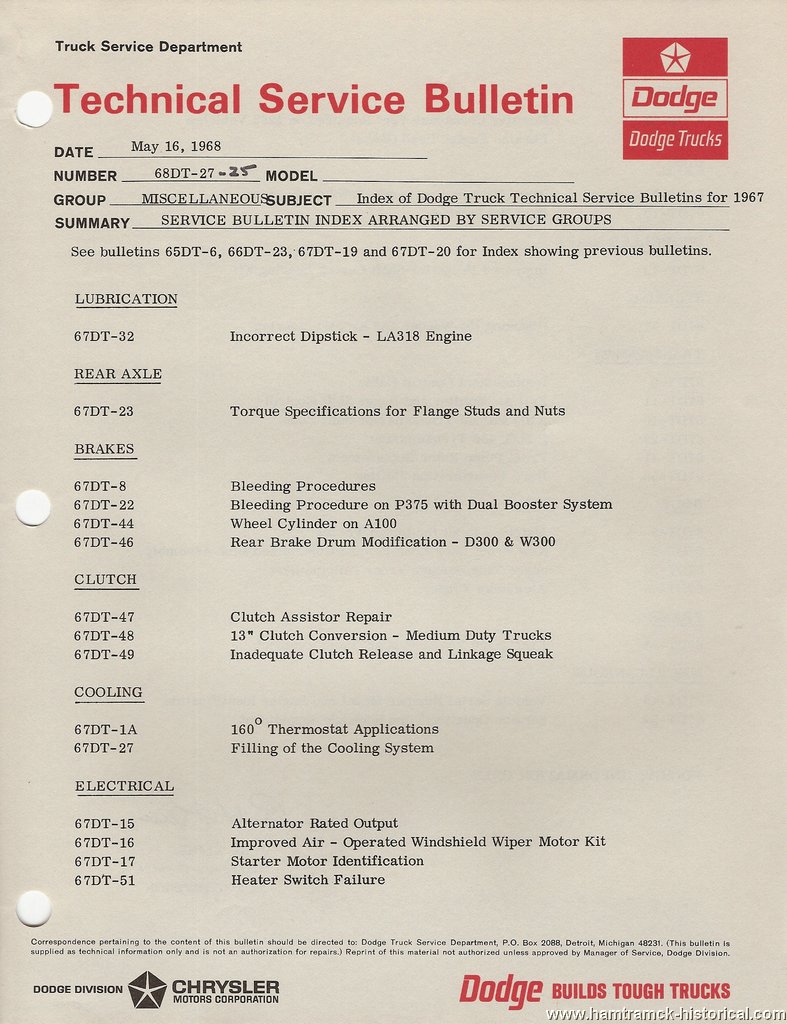 Truck Service Department
Technical Service Bulletin
Dodge
Dodge Trucks
DATE May 16, 1968
NUMBER 68DT-27 -25 MODEL
GROUP MISCELLANEOUS SUBJECT Index of Dodge Truck Technical Service Bulletins for 1967
SUMMARY SERVICE BULLETIN INDEX ARRANGED BY SERVICE GROUPS
See bulletins 65DT-6, 66DT-23, 67DT-19 and 67DT-20 for Index showing previous bulletins.
LUBRICATION
67DT-32 Incorrect Dipstick - LA318 Engine
REAR AXLE
67DT-23 Torque Specifications for Flange Studs and Nuts
BRAKES
67DT-8 Bleeding Procedures
67DT-22 Bleeding Procedure on P375 with Dual Booster System
67DT-44 Wheel Cylinder on A100
67DT-46 Rear Brake Drum Modification - D300 & W300
CLUTCH
67DT-47 Clutch Assistor Repair
67DT-48 13" Clutch Conversion - Medium Duty Trucks
67DT-49 Inadequate Clutch Release and Linkage Squeak
COOLING
67DT-1A 160° Thermostat Applications
67DT-27 Filling of the Cooling System
ELECTRICAL
67DT-15 Alternator Rated Output
67DT-16 Improved Air - Operated Windshield Wiper Motor Kit
67DT-17 Starter Motor Identification
67DT-51 Heater Switch Failure
Correspondence pertaining to the content of this bulletin should be directed to: Dodge Truck Service Department, P.O. Box 2088, Detroit, Michigan 48231. (This bulletin is
supplied as technical information only and is not an authorization for repairs.) Reprint of this material not authorized unless approved by Manager of Service, Dodge Division.
DODGE DIVISION CHRYSLER
MOTORS CORPORATION
Dodge BUILDS TOUGH TRUCKS
www.hamtramck-historical.com